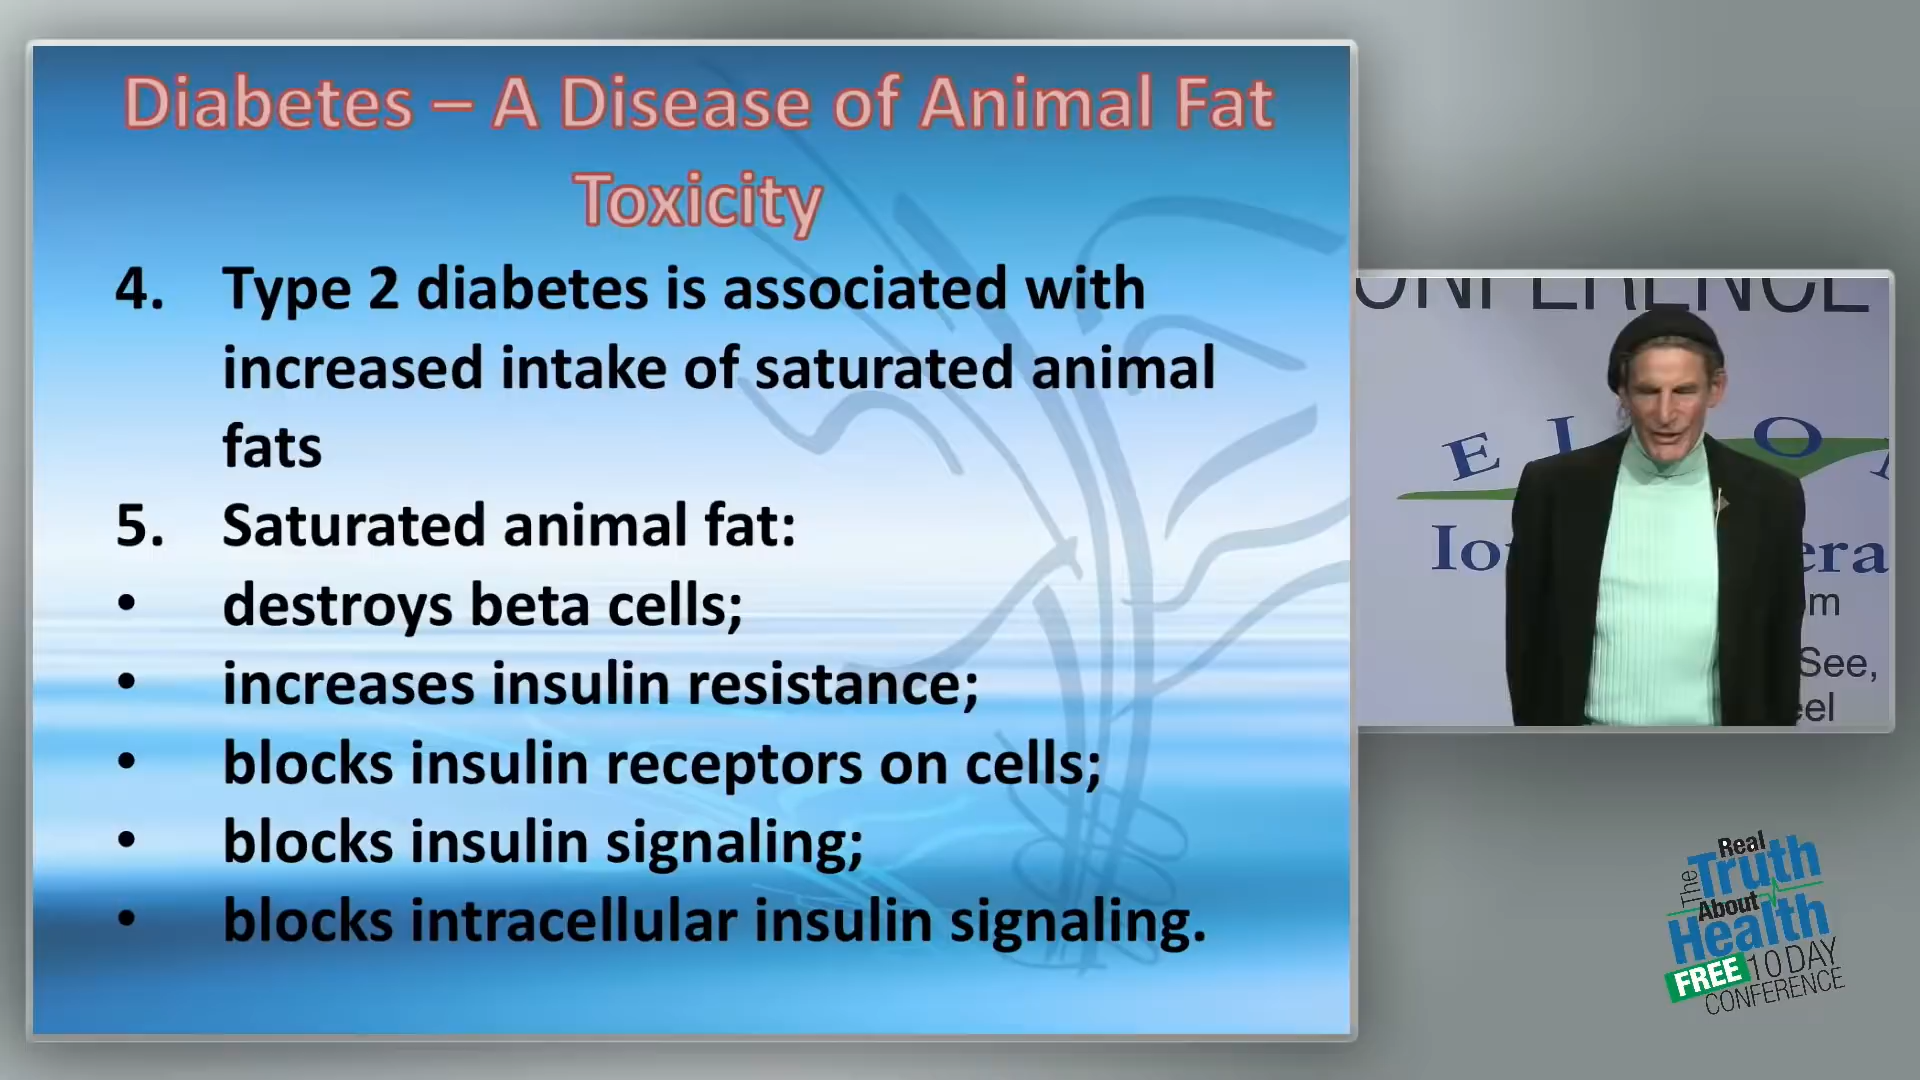 Diabetes – A Disease of Animal Fat
Toxicity
4. Type 2 diabetes is associated with
increased intake of saturated animal
fats
5. Saturated animal fat:
• destroys beta cells;
• increases insulin resistance;
• blocks insulin receptors on cells;
• blocks insulin signaling;
• blocks intracellular insulin signaling.
CONFERENCE
The Real
Truth
About
Health
FREE 10 DAY
CONFERENCE